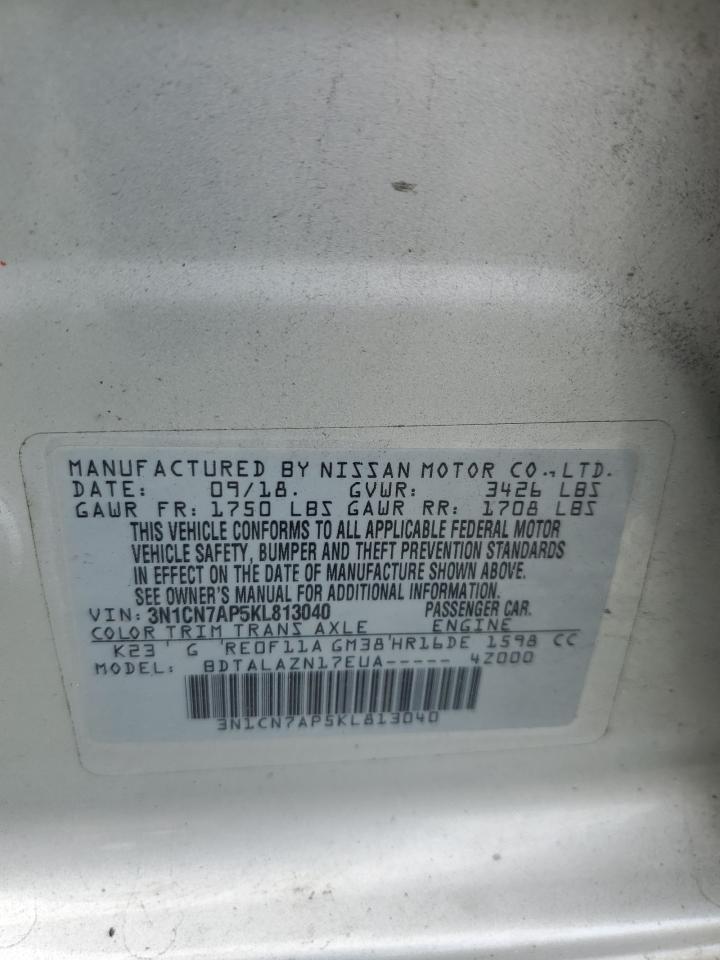 MANUFACTURED BY NISSAN MOTOR CO., LTD.
DATE: 09/18. GVWR: 3426 LBS
GAWR FR: 1750 LBS GAWR RR: 1708 LBS
THIS VEHICLE CONFORMS TO ALL APPLICABLE FEDERAL MOTOR
VEHICLE SAFETY, BUMPER AND THEFT PREVENTION STANDARDS
IN EFFECT ON THE DATE OF MANUFACTURE SHOWN ABOVE.
SEE OWNER'S MANUAL FOR ADDITIONAL INFORMATION
VIN: 3N1CN7AP5KL813040 PASSENGER CAR.
COLOR TRIM TRANS AXLE ENGINE
K23 ' G 'RE0F11A GM38'HR16DE 1598 CC
MODEL: BDTALAZN17EUA----- 4Z000
3N1CN7AP5KL813040